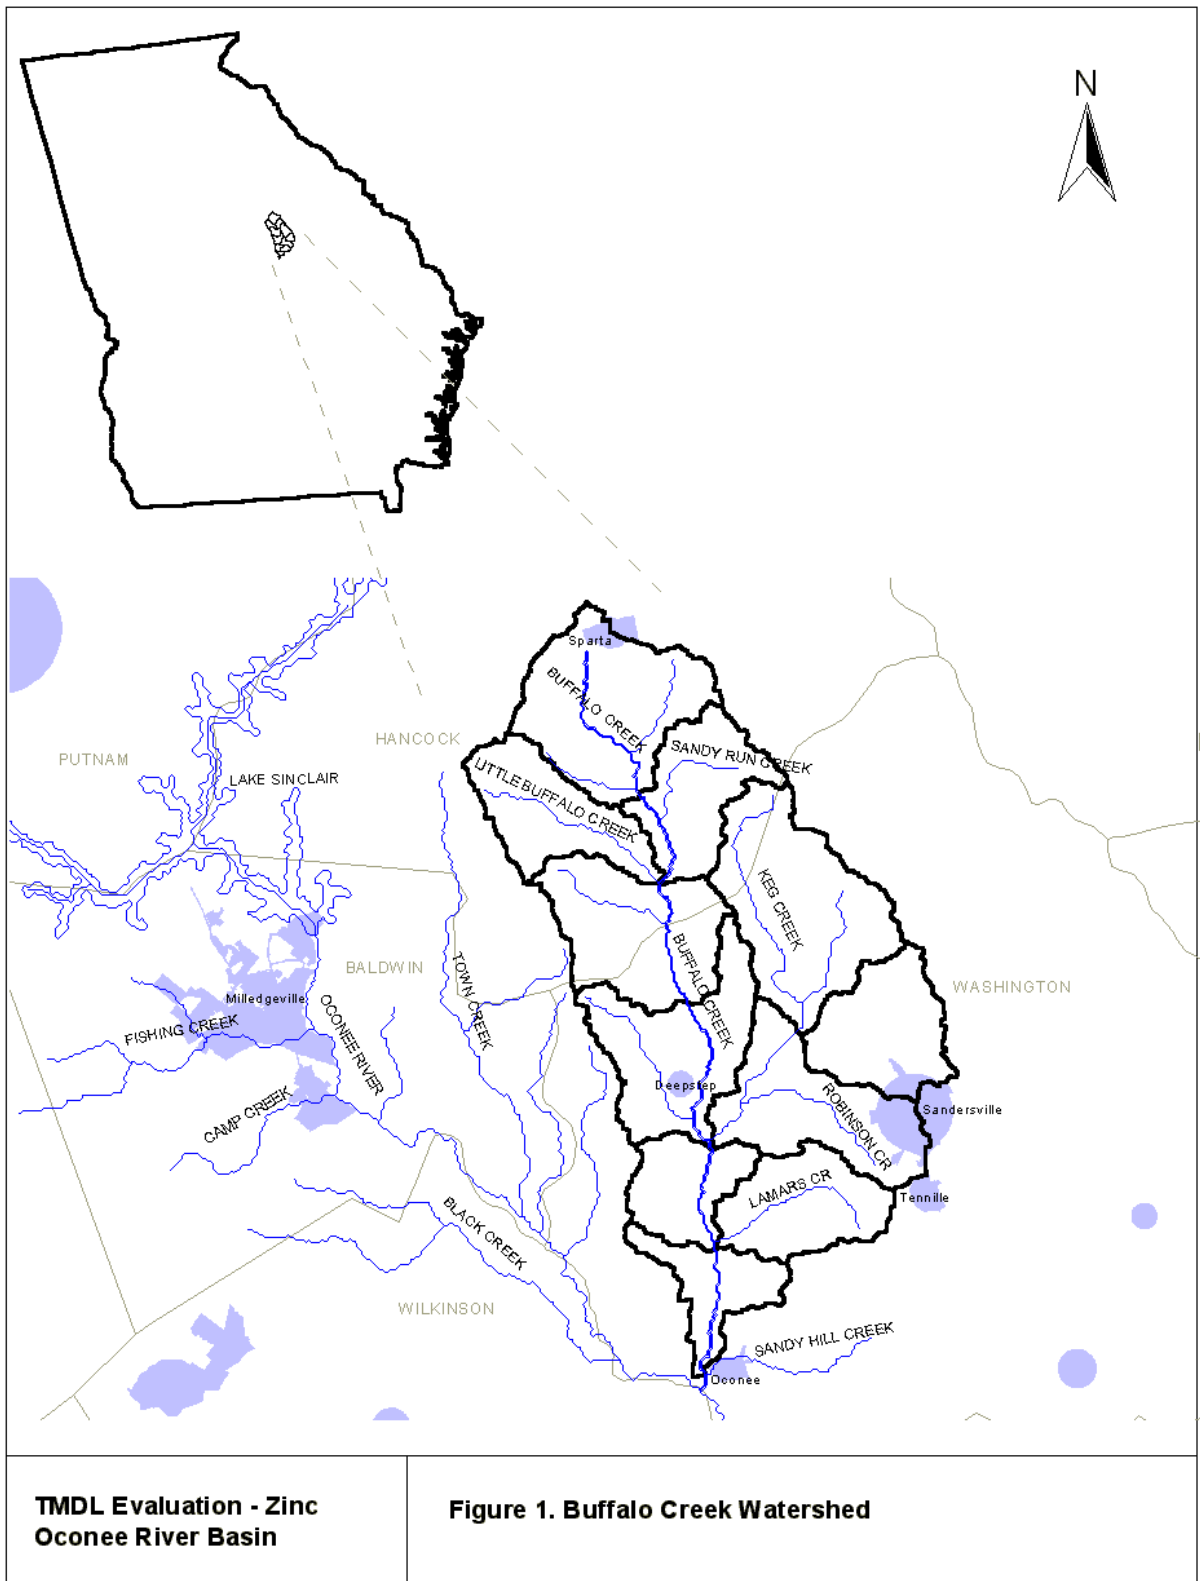 N
Sparta
BUFFALO CREEK
HANCOCK
SANDY RUN CREEK
PUTNAM
LITTLE BUFFALO CREEK
LAKE SINCLAIR
KEG CREEK
BUFFALO CREEK
TOWN CREEK
BALDWIN
WASHINGTON
Milledgeville
OCONEE RIVER
FISHING CREEK
Deepstep
CAMP CREEK
ROBINSON CR
Sandersville
LAMARS CR
Tennille
BLACK CREEK
WILKINSON
SANDY HILL CREEK
Oconee
TMDL Evaluation - Zinc
Oconee River Basin
Figure 1. Buffalo Creek Watershed